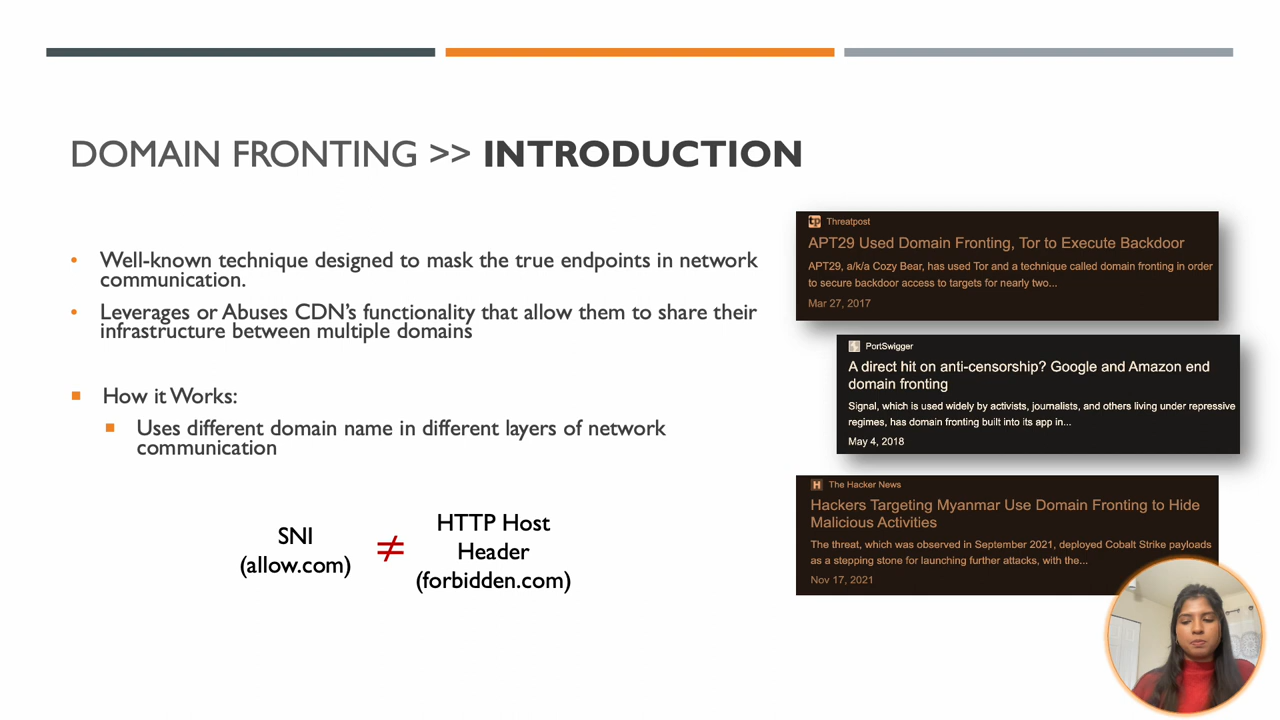 DOMAIN FRONTING >> INTRODUCTION
• Well-known technique designed to mask the true endpoints in network
communication.
• Leverages or Abuses CDN's functionality that allow them to share their
infrastructure between multiple domains
■ How it Works:
■ Uses different domain name in different layers of network
communication
SNI
(allow.com)
≠
HTTP Host
Header
(forbidden.com)
tp Threatpost
APT29 Used Domain Fronting, Tor to Execute Backdoor
APT29, a/k/a Cozy Bear, has used Tor and a technique called domain fronting in order
to secure backdoor access to targets for nearly two...
Mar 27, 2017
PortSwigger
A direct hit on anti-censorship? Google and Amazon end
domain fronting
Signal, which is used widely by activists, journalists, and others living under repressive
regimes, has domain fronting built into its app in...
May 4, 2018
H The Hacker News
Hackers Targeting Myanmar Use Domain Fronting to Hide
Malicious Activities
The threat, which was observed in September 2021, deployed Cobalt Strike payloads
as a stepping stone for launching further attacks, with the...
Nov 17, 2021